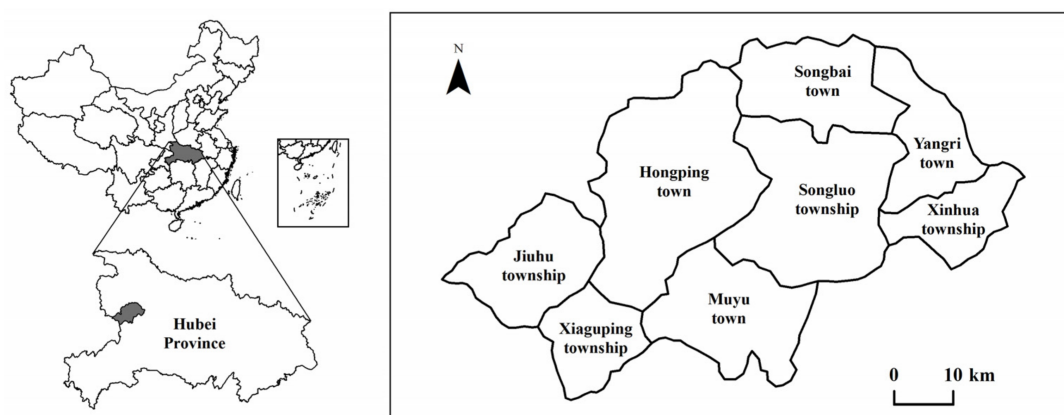 Hubei
Province
N
Songbai
town
Yangri
town
Hongping
town
Songluo
township
Xinhua
township
Jiuhu
township
Muyu
town
Xiaguping
township
0 10 km